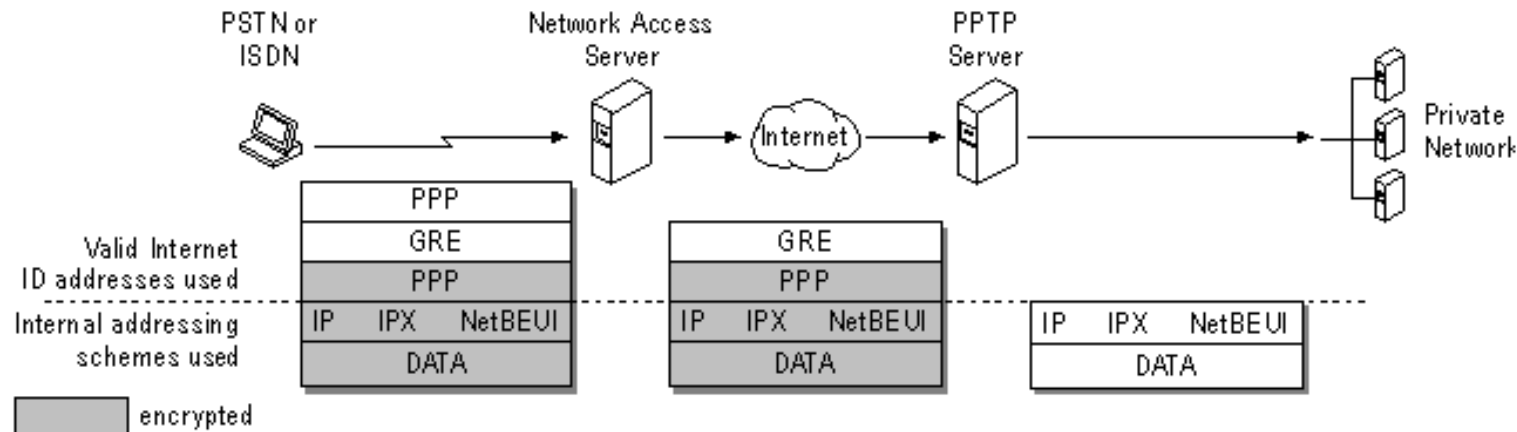 PSTN or
ISDN
Network Access
Server
PPTP
Server
Internet
Private
Network
Valid Internet
ID addresses used
Internal addressing
schemes used
PPP
GRE
PPP
IP IPX NetBEUI
DATA
GRE
PPP
IP IPX NetBEUI
DATA
IP IPX NetBEUI
DATA
encrypted